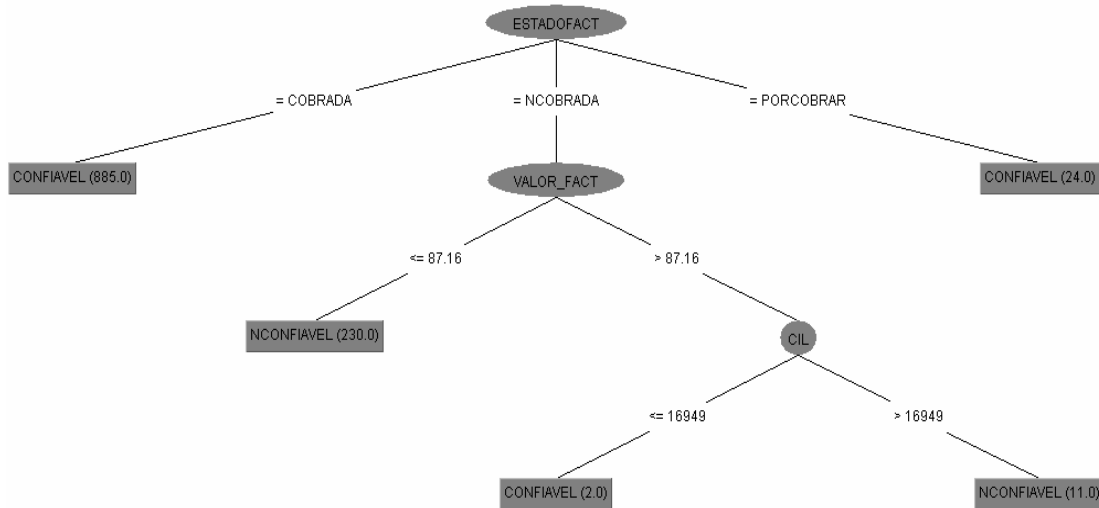 ESTADOFACT
= COBRADA
= NCOBRADA
= PORCOBRAR
CONFIAVEL (885.0)
VALOR_FACT
CONFIAVEL (24.0)
<= 87.16
> 87.16
NCONFIAVEL (230.0)
CIL
<= 16949
> 16949
CONFIAVEL (2.0)
NCONFIAVEL (11.0)